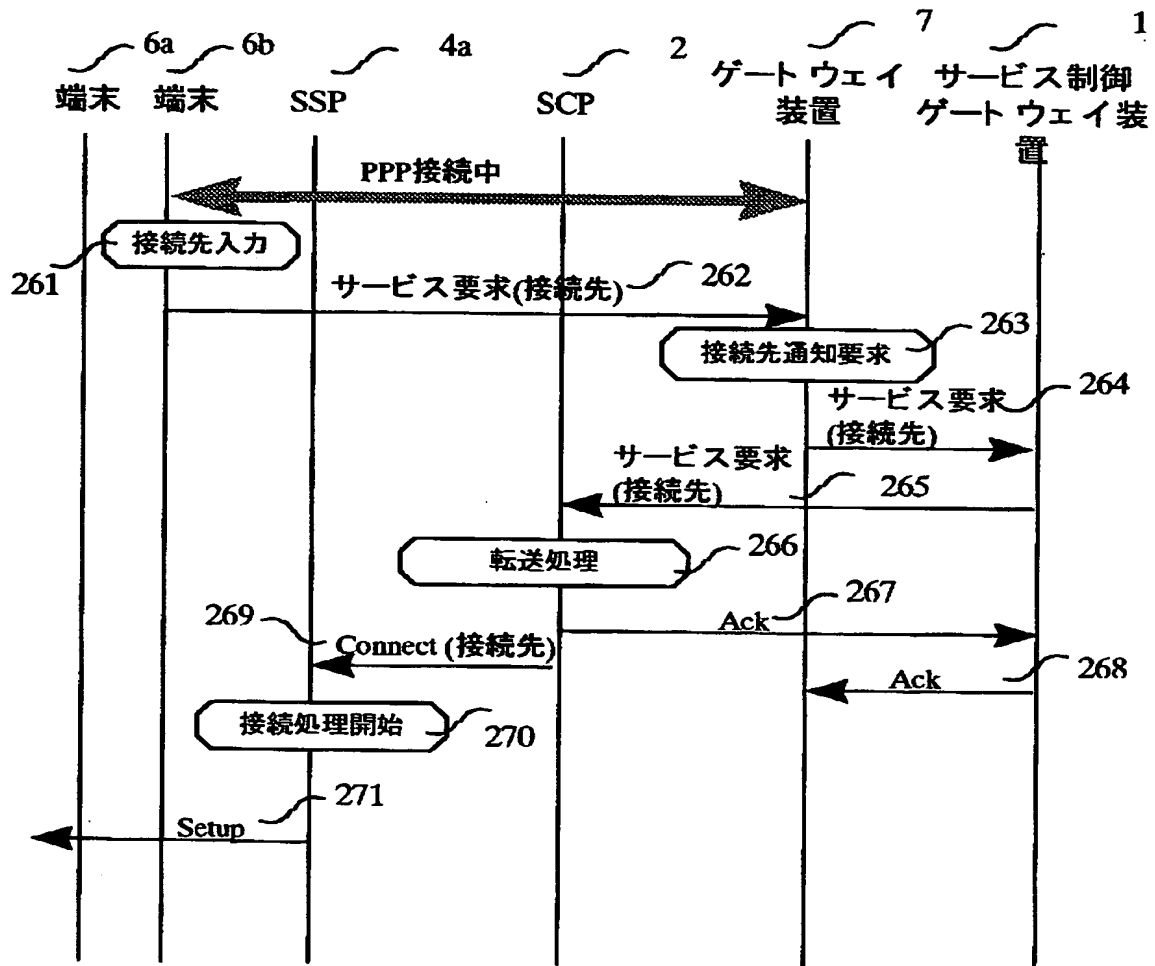 6a
6b
4a
2
7
1
端末
端末
SSP
SCP
ゲートウェイ
装置
サービス制御
ゲートウェイ装
置
PPP接続中
接続先入力
261
サービス要求(接続先)
262
接続先通知要求
263
サービス要求
(接続先)
264
サービス要求
(接続先)
265
転送処理
266
Ack
267
269
Connect (接続先)
Ack
268
接続処理開始
270
271
Setup